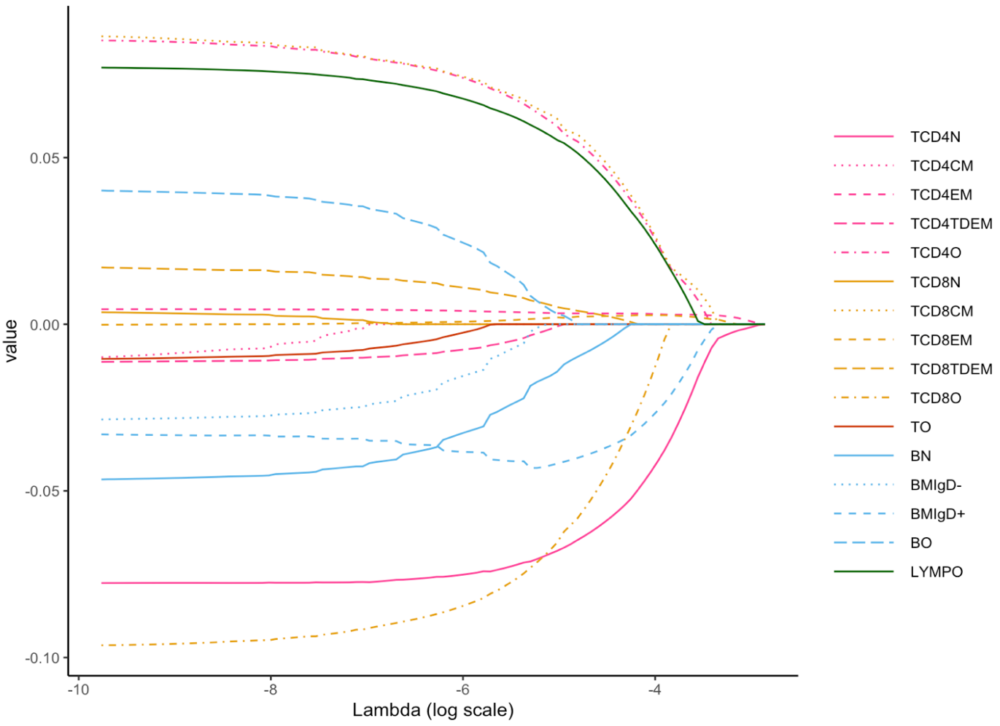 0.05
0.00
-0.05
-0.10
value
-10
-8
-6
-4
Lambda (log scale)
TCD4N
TCD4CM
TCD4EM
TCD4TDEM
TCD4O
TCD8N
TCD8CM
TCD8EM
TCD8TDEM
TCD8O
TO
BN
BMIgD-
BMIgD+
BO
LYMPO